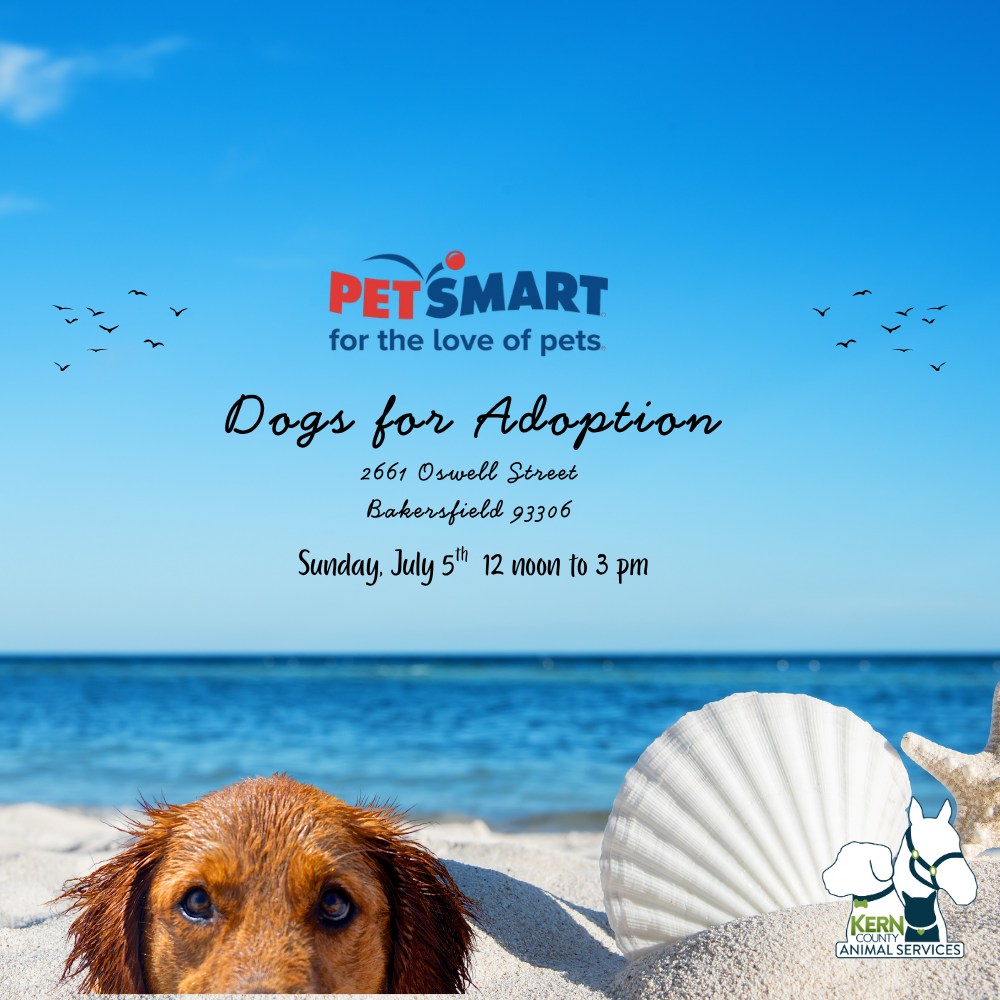 PETSMART
for the love of pets
Dogs for Adoption
2661 Oswell Street
Bakersfield 93306
Sunday, July 5th 12 noon to 3 pm
KERN
COUNTY
ANIMAL SERVICES